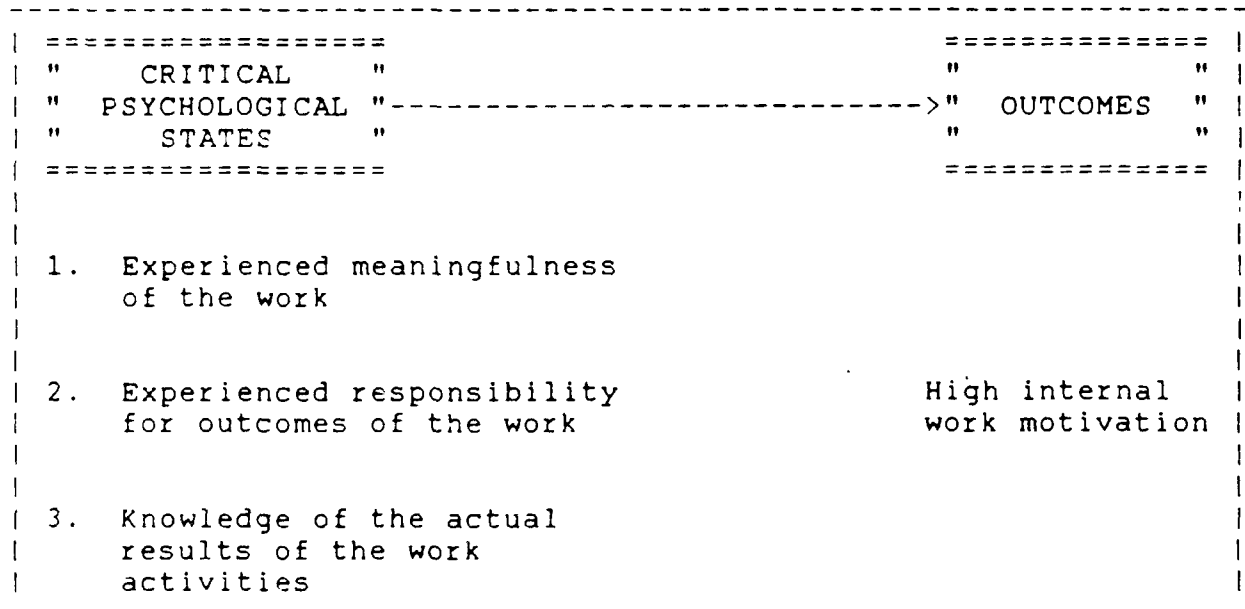 CRITICAL
PSYCHOLOGICAL ----------------------------> OUTCOMES
STATES
1. Experienced meaningfulness
of the work
2. Experienced responsibility High internal
for outcomes of the work work motivation
3. Knowledge of the actual
results of the work
activities